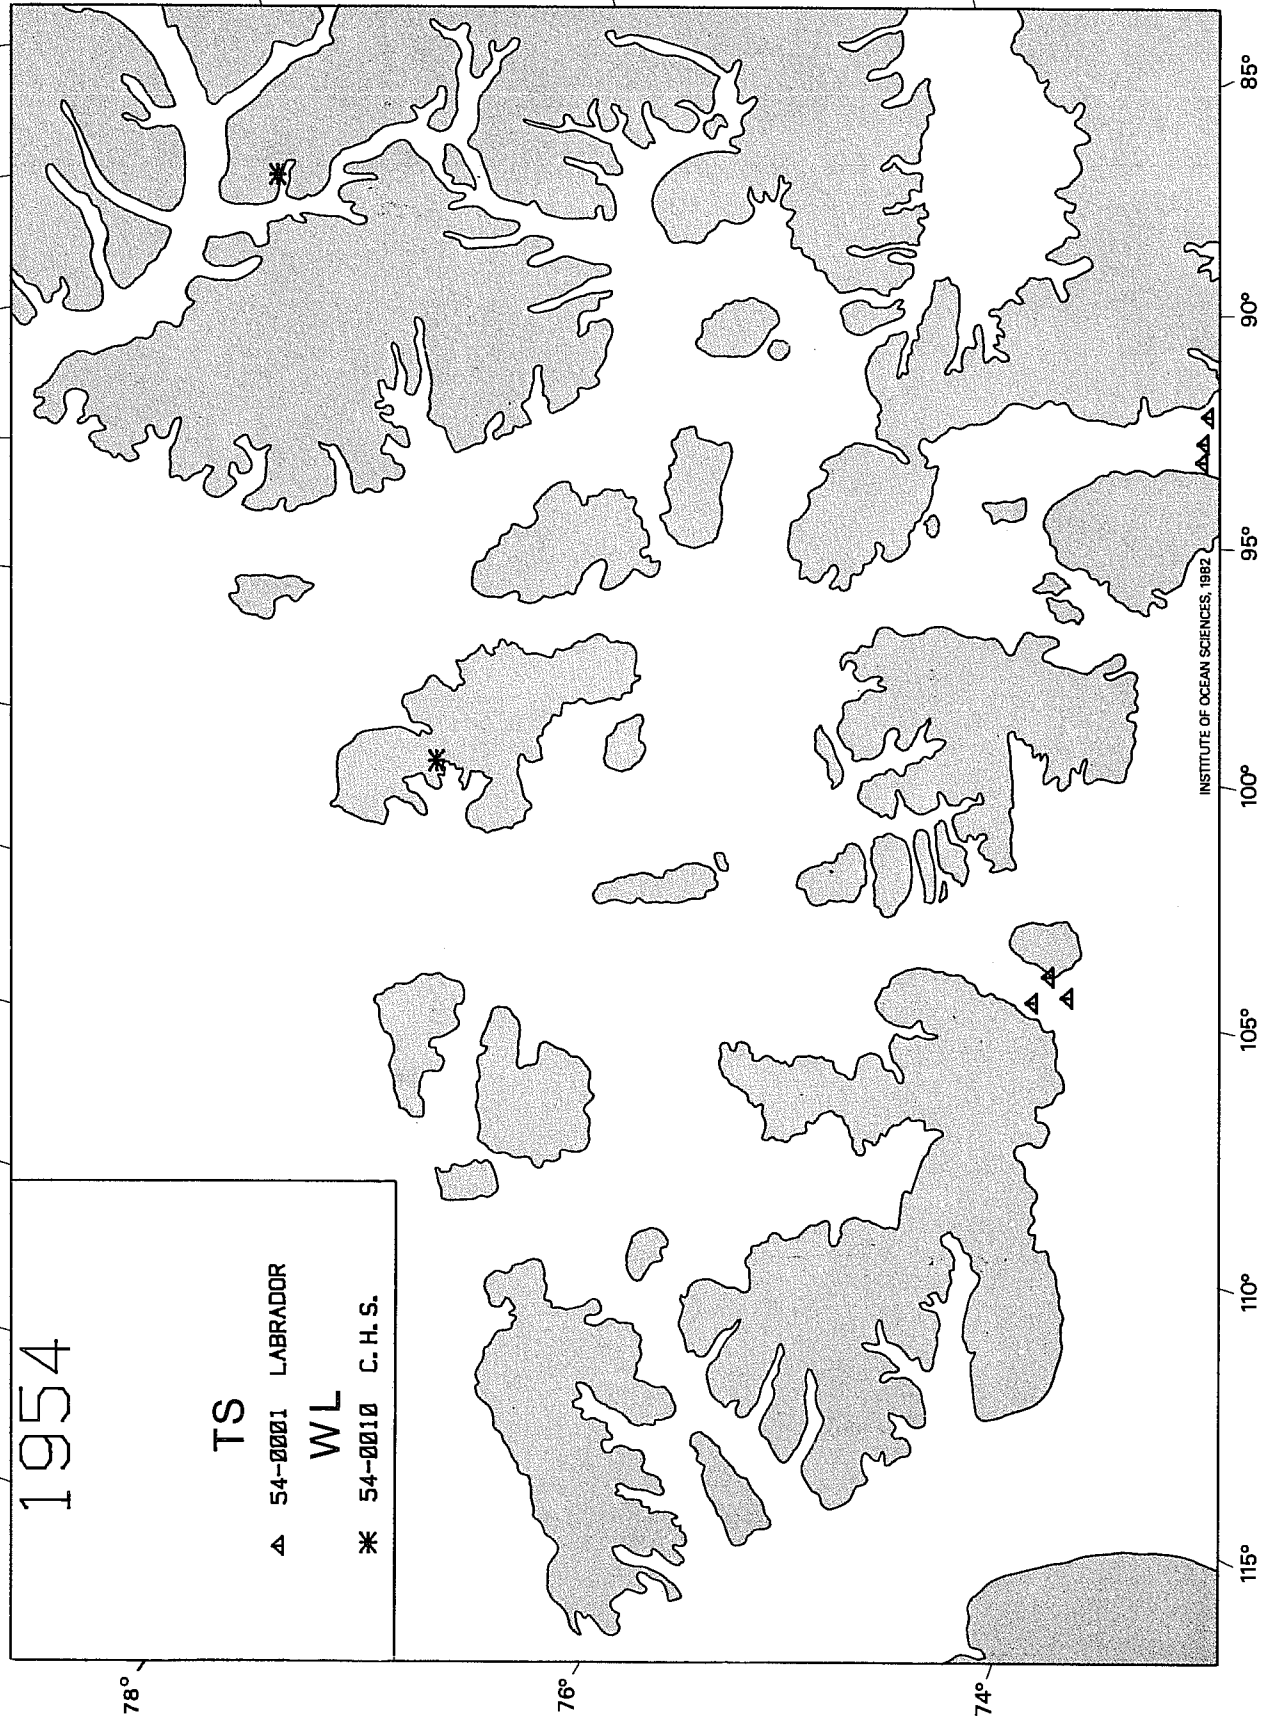 1954
TS
54-0001 LABRADOR
WL
54-0010 C.H.S.
78°
76°
74°
115°
110°
105°
100°
95°
90°
85°
INSTITUTE OF OCEAN SCIENCES, 1982